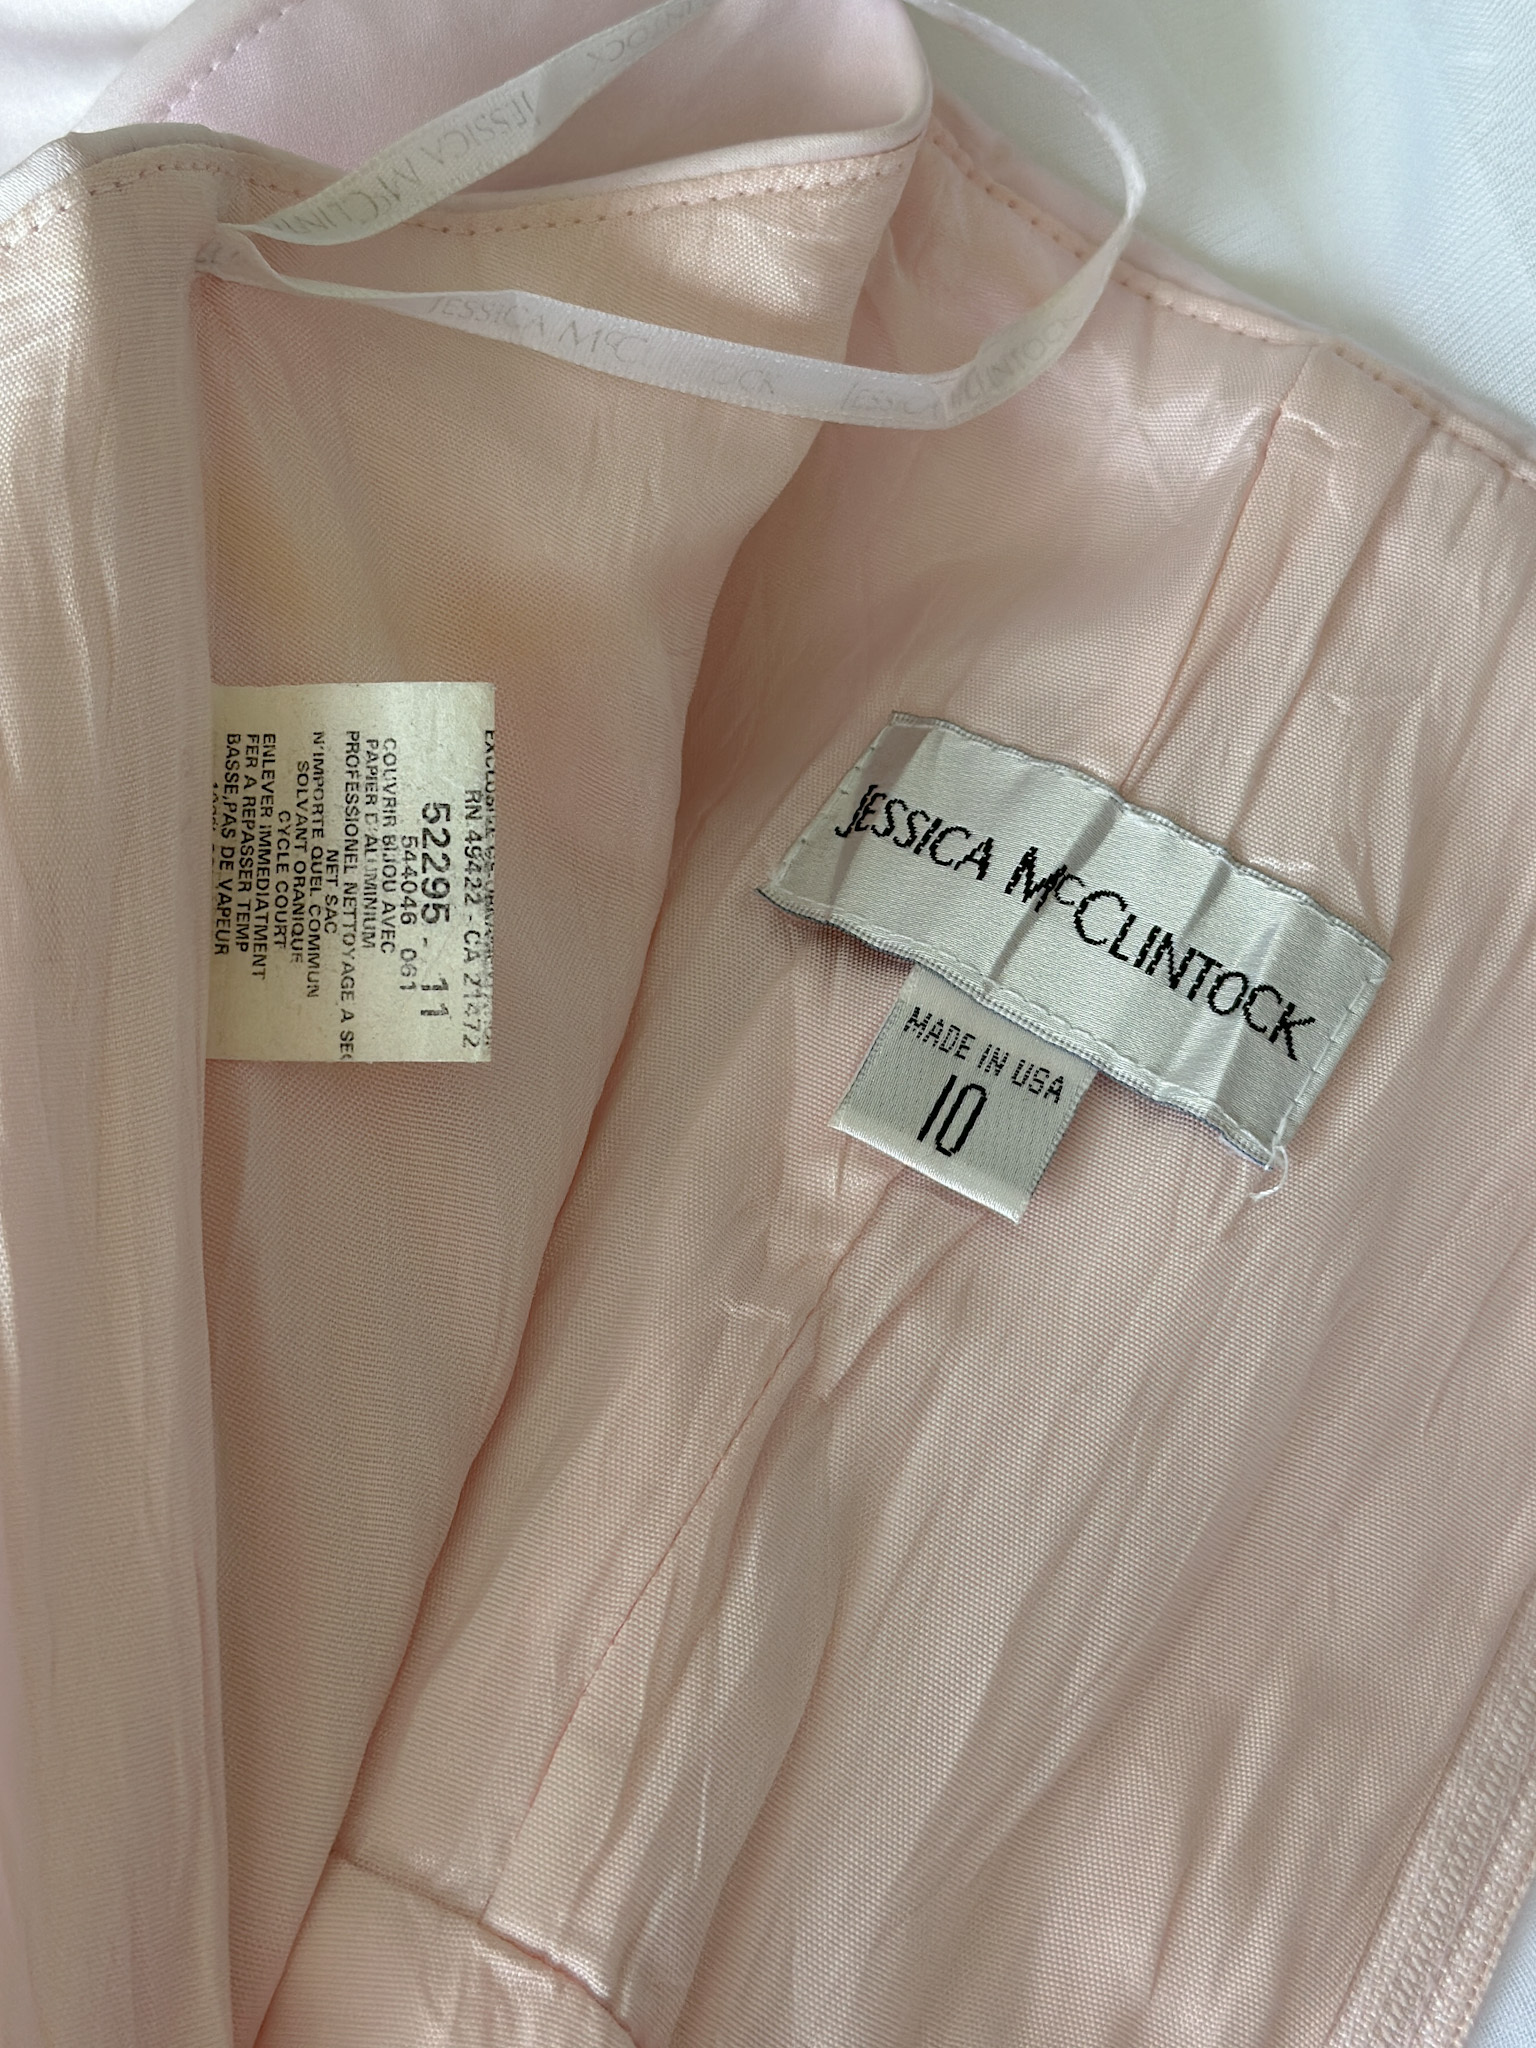 JESSICA McCLINTOCK
MADE IN USA
10
RN 49422 - CA 21472
52295 - 11
544046 061
COUVRIR BIJOU AVEC
PAPIER D'ALUMINIUM
PROFESSIONEL NETTOYAGE A SEC
NET SAC
N'IMPORTE QUEL COMMUN
SOLVANT ORANIQUE
CYCLE COURT
ENLEVER IMMEDIATMENT
FER A REPASSER TEMP
BASSE,PAS DE VAPEUR
JESSICA McCLINTOCK
JESSICA McCLINTOCK